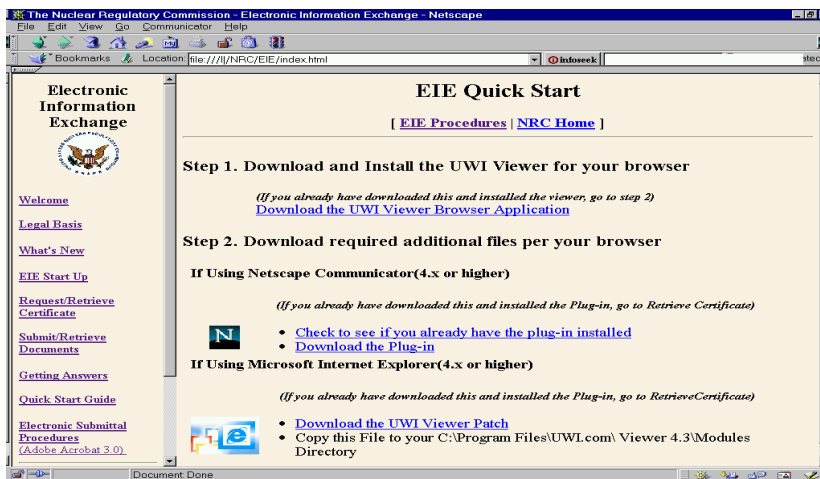 The Nuclear Regulatory Commission - Electronic Information Exchange - Netscape
File Edit View Go Communicator Help
Bookmarks Location: file:///I|/NRC/EIE/index.html infoseek
Electronic
Information
Exchange
Welcome
Legal Basis
What's New
EIE Start Up
Request/Retrieve
Certificate
Submit/Retrieve
Documents
Getting Answers
Quick Start Guide
Electronic Submittal
Procedures
(Adobe Acrobat 3.0)
EIE Quick Start
[ EIE Procedures | NRC Home ]
Step 1. Download and Install the UWI Viewer for your browser
(If you already have downloaded this and installed the viewer, go to step 2)
Download the UWI Viewer Browser Application
Step 2. Download required additional files per your browser
If Using Netscape Communicator(4.x or higher)
(If you already have downloaded this and installed the Plug-in, go to Retrieve Certificate)
N
• Check to see if you already have the plug-in installed
• Download the Plug-in
If Using Microsoft Internet Explorer(4.x or higher)
(If you already have downloaded this and installed the Plug-in, go to RetrieveCertificate)
• Download the UWI Viewer Patch
• Copy this File to your C:\Program Files\UWI.com\ Viewer 4.3\Modules
Directory
Document: Done